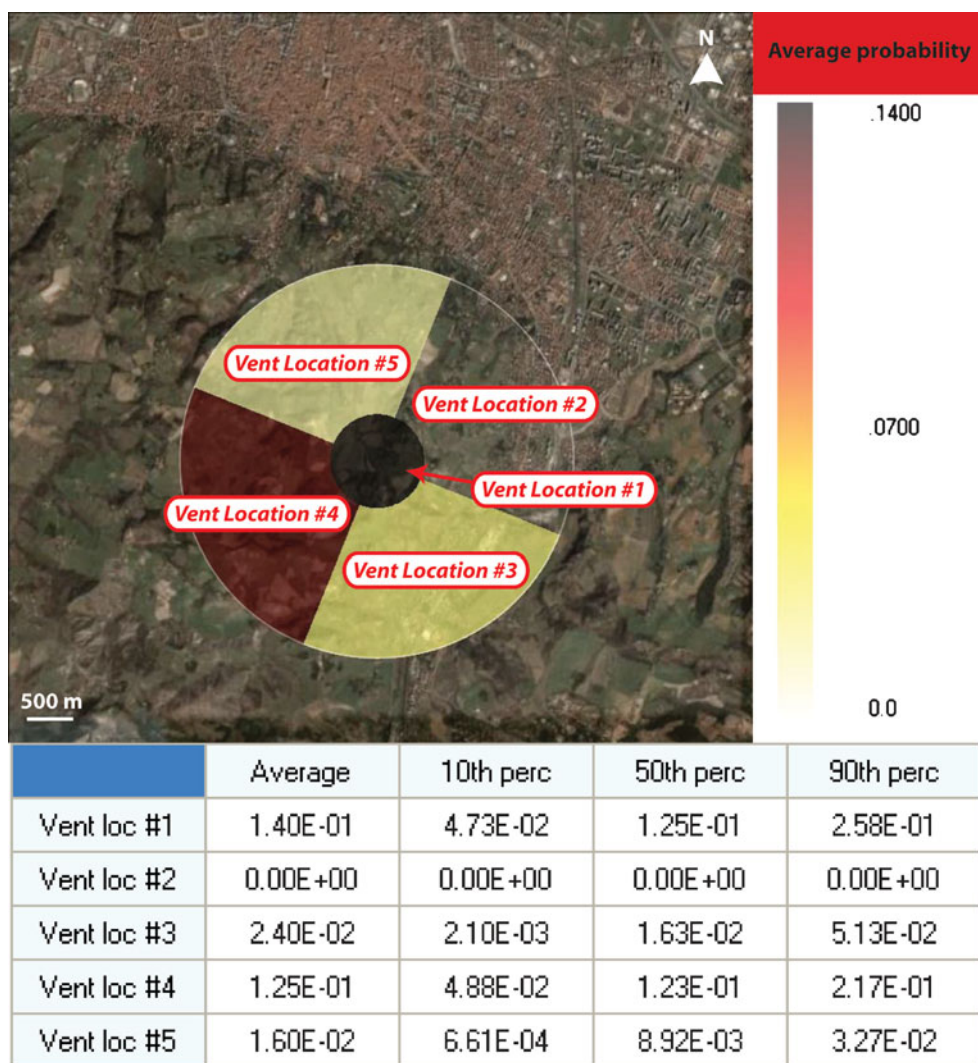 N
Average probability
.1400
.0700
0.0
Vent Location #5
Vent Location #2
Vent Location #1
Vent Location #4
Vent Location #3
500 m
Average 10th perc 50th perc 90th perc
Vent loc #1 1.40E-01 4.73E-02 1.25E-01 2.58E-01
Vent loc #2 0.00E+00 0.00E+00 0.00E+00 0.00E+00
Vent loc #3 2.40E-02 2.10E-03 1.63E-02 5.13E-02
Vent loc #4 1.25E-01 4.88E-02 1.23E-01 2.17E-01
Vent loc #5 1.60E-02 6.61E-04 8.92E-03 3.27E-02